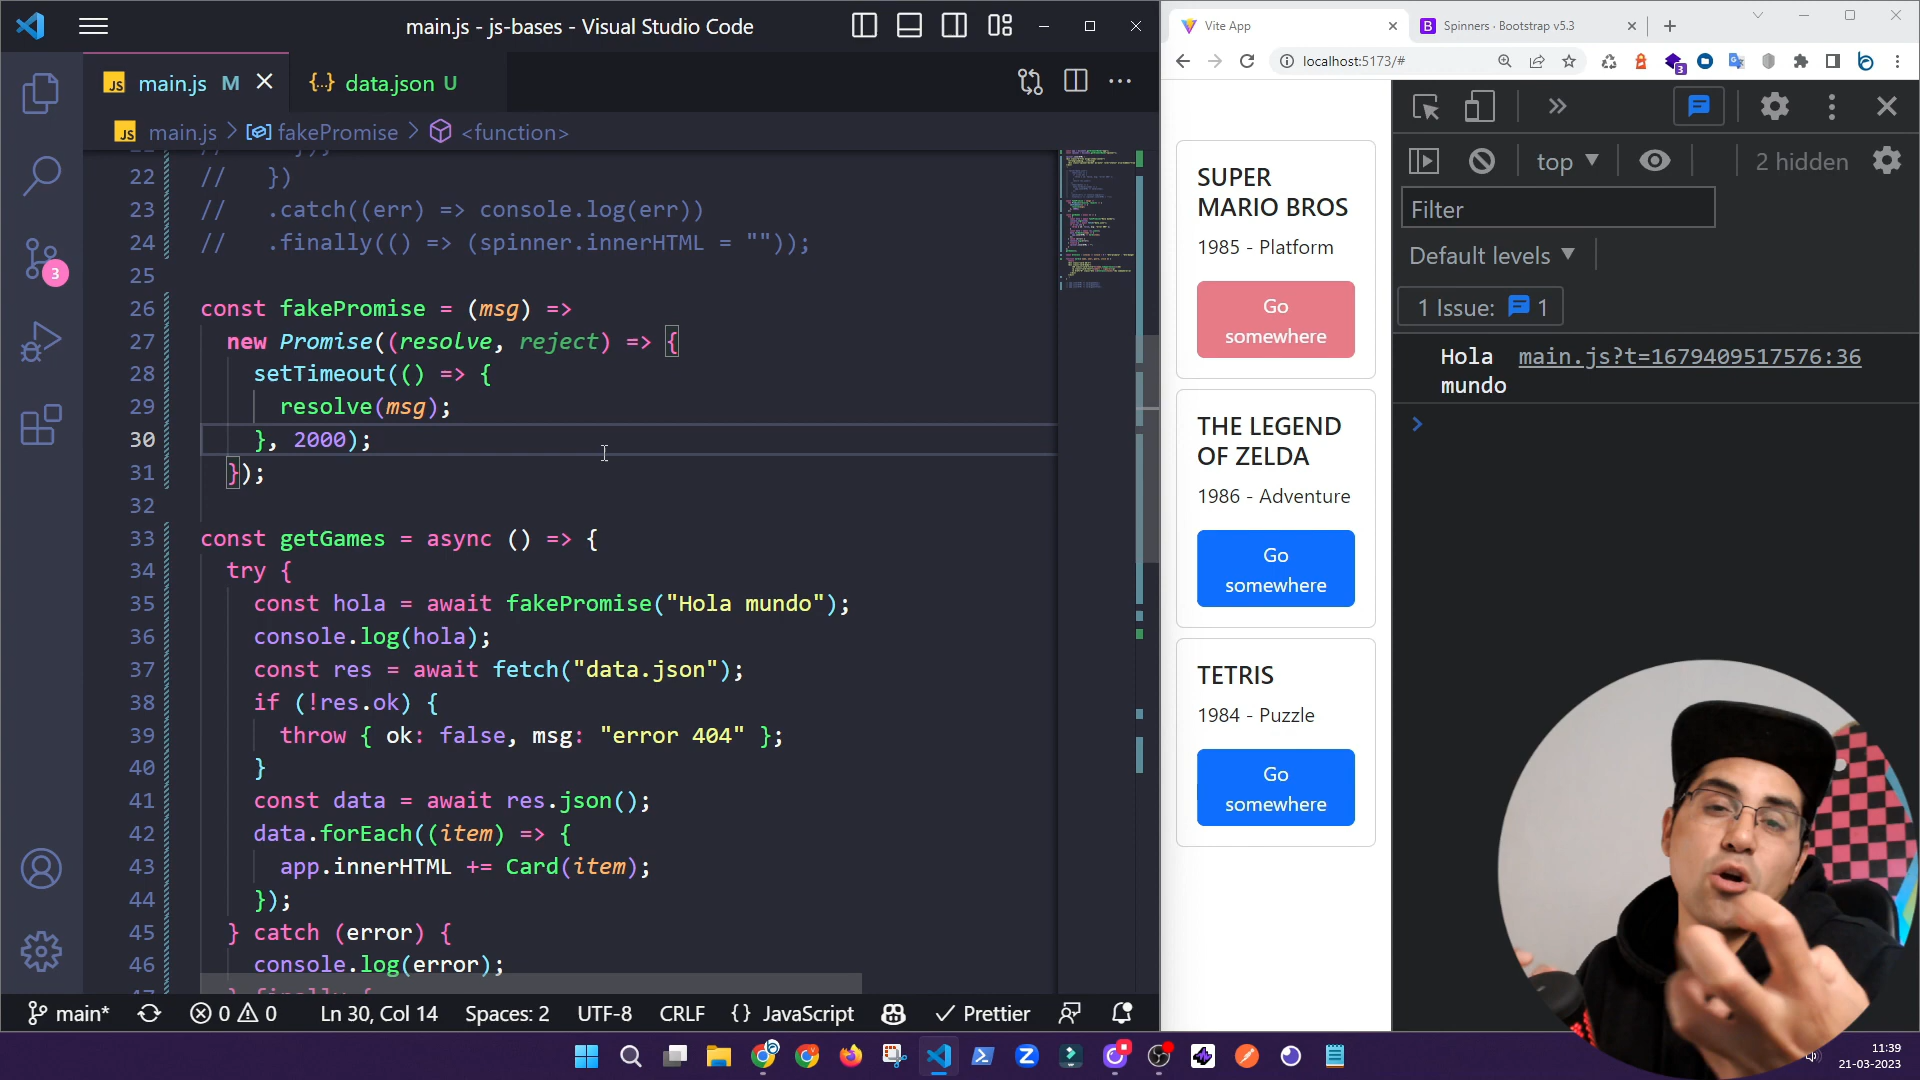 main.js - js-bases - Visual Studio Code
JS main.js M
{..} data.json U
JS main.js > fakePromise > <function>
22 //   })
23 //   .catch((err) => console.log(err))
24 //   .finally(() => (spinner.innerHTML = ""));
25
26 const fakePromise = (msg) =>
27   new Promise((resolve, reject) => {
28     setTimeout(() => {
29       resolve(msg);
30     }, 2000);
31   });
32
33 const getGames = async () => {
34   try {
35     const hola = await fakePromise("Hola mundo");
36     console.log(hola);
37     const res = await fetch("data.json");
38     if (!res.ok) {
39       throw { ok: false, msg: "error 404" };
40     }
41     const data = await res.json();
42     data.forEach((item) => {
43       app.innerHTML += Card(item);
44     });
45   } catch (error) {
46     console.log(error);
3
main* 0 0 Ln 30, Col 14 Spaces: 2 UTF-8 CRLF {} JavaScript Prettier
Vite App
B Spinners · Bootstrap v5.3
localhost:5173/#
3
SUPER
MARIO BROS
1985 - Platform
Go
somewhere
THE LEGEND
OF ZELDA
1986 - Adventure
Go
somewhere
TETRIS
1984 - Puzzle
Go
somewhere
top 2 hidden
Filter
Default levels
1 Issue: 1
Hola main.js?t=1679409517576:36
mundo
11:39
21-03-2023